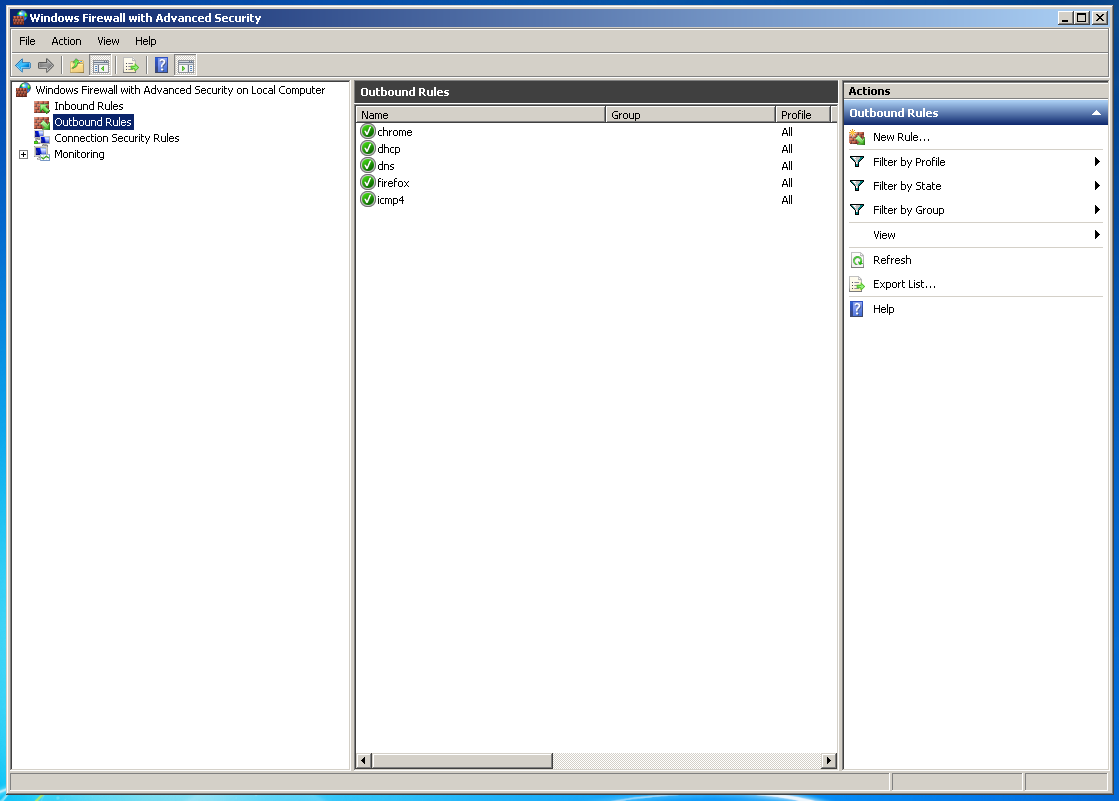 Windows Firewall with Advanced Security
File Action View Help
Windows Firewall with Advanced Security on Local Computer
Inbound Rules
Outbound Rules
Connection Security Rules
Monitoring
Outbound Rules
Name Group Profile
chrome All
dhcp All
dns All
firefox All
icmp4 All
Actions
Outbound Rules
New Rule...
Filter by Profile
Filter by State
Filter by Group
View
Refresh
Export List...
Help